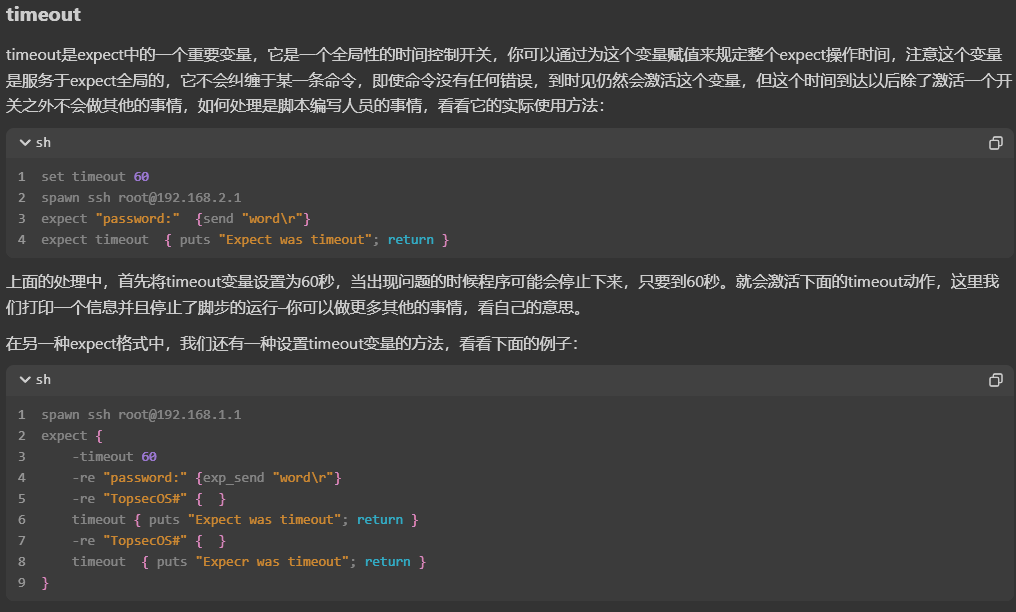 timeout
timeout是expect中的一个重要变量，它是一个全局性的时间控制开关，你可以通过为这个变量赋值来规定整个expect操作时间，注意这个变量
是服务于expect全局的，它不会纠缠于某一条命令，即使命令没有任何错误，到时见仍然会激活这个变量，但这个时间到达以后除了激活一个开
关之外不会做其他的事情，如何处理是脚本编写人员的事情，看看它的实际使用方法：
sh
1 set timeout 60
2 spawn ssh root@192.168.2.1
3 expect "password:"  {send "word\r"}
4 expect timeout  { puts "Expect was timeout"; return }
上面的处理中，首先将timeout变量设置为60秒，当出现问题的时候程序可能会停止下来，只要到60秒。就会激活下面的timeout动作，这里我
们打印一个信息并且停止了脚步的运行–你可以做更多其他的事情，看自己的意思。
在另一种expect格式中，我们还有一种设置timeout变量的方法，看看下面的例子：
sh
1 spawn ssh root@192.168.1.1
2 expect {
3     -timeout 60
4     -re "password:" {exp_send "word\r"}
5     -re "TopsecOS#" {  }
6     timeout { puts "Expect was timeout"; return }
7     -re "TopsecOS#" {  }
8     timeout  { puts "Expecr was timeout"; return }
9 }